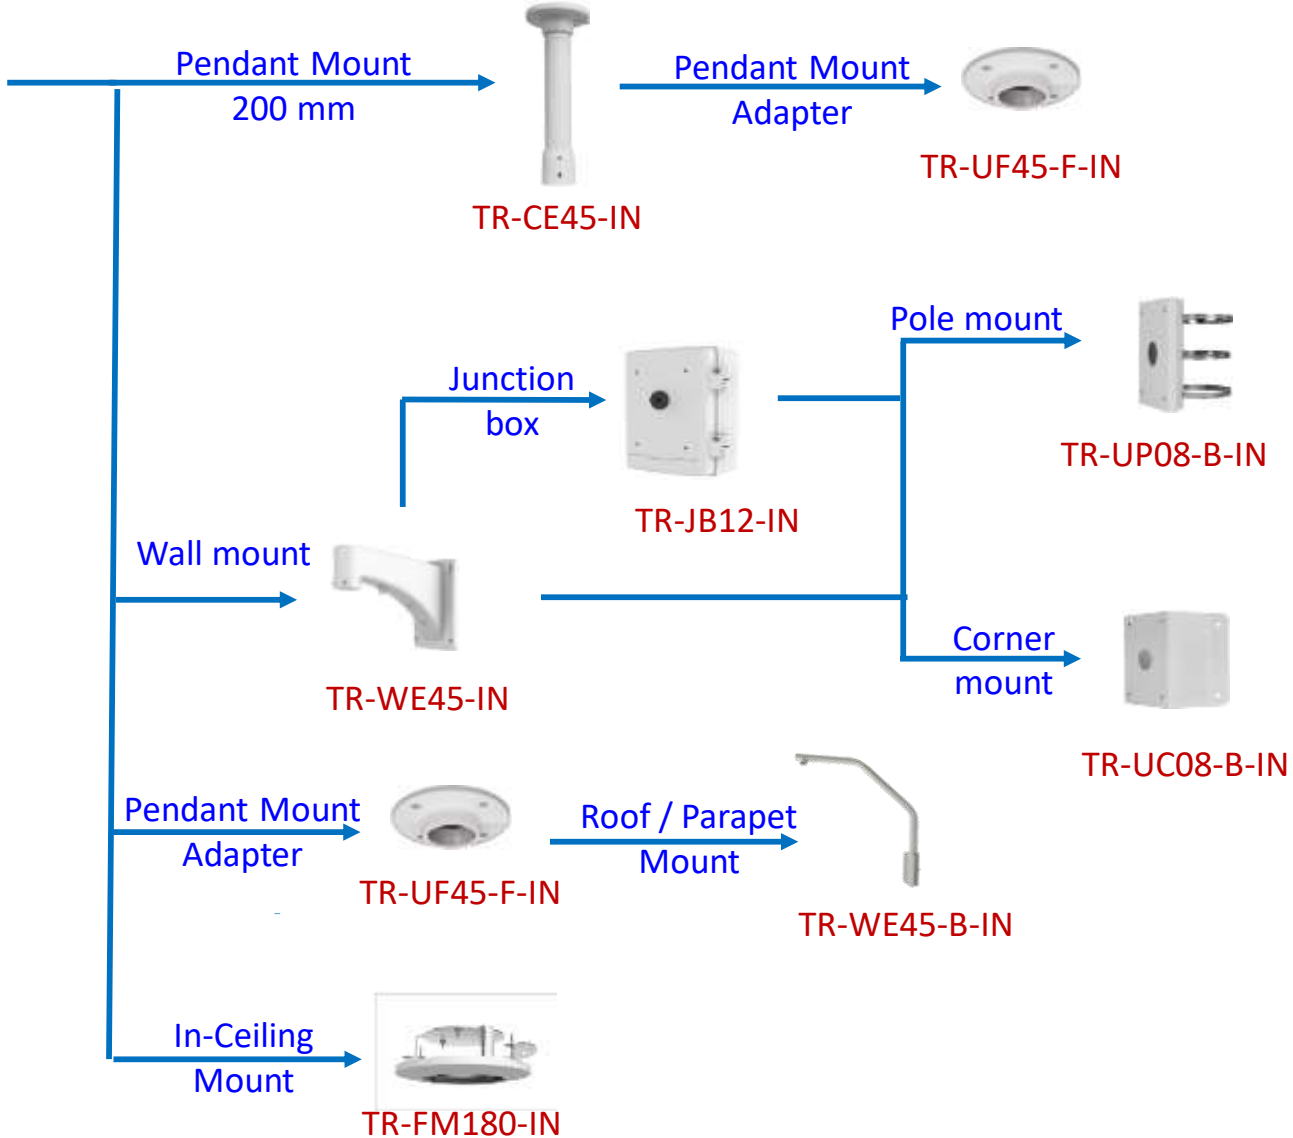 Pendant Mount
200 mm
TR-CE45-IN
Pendant Mount
Adapter
TR-UF45-F-IN
Pole mount
TR-UP08-B-IN
Junction
box
TR-JB12-IN
Wall mount
TR-WE45-IN
Corner
mount
TR-UC08-B-IN
Pendant Mount
Adapter
TR-UF45-F-IN
Roof / Parapet
Mount
TR-WE45-B-IN
In-Ceiling
Mount
TR-FM180-IN